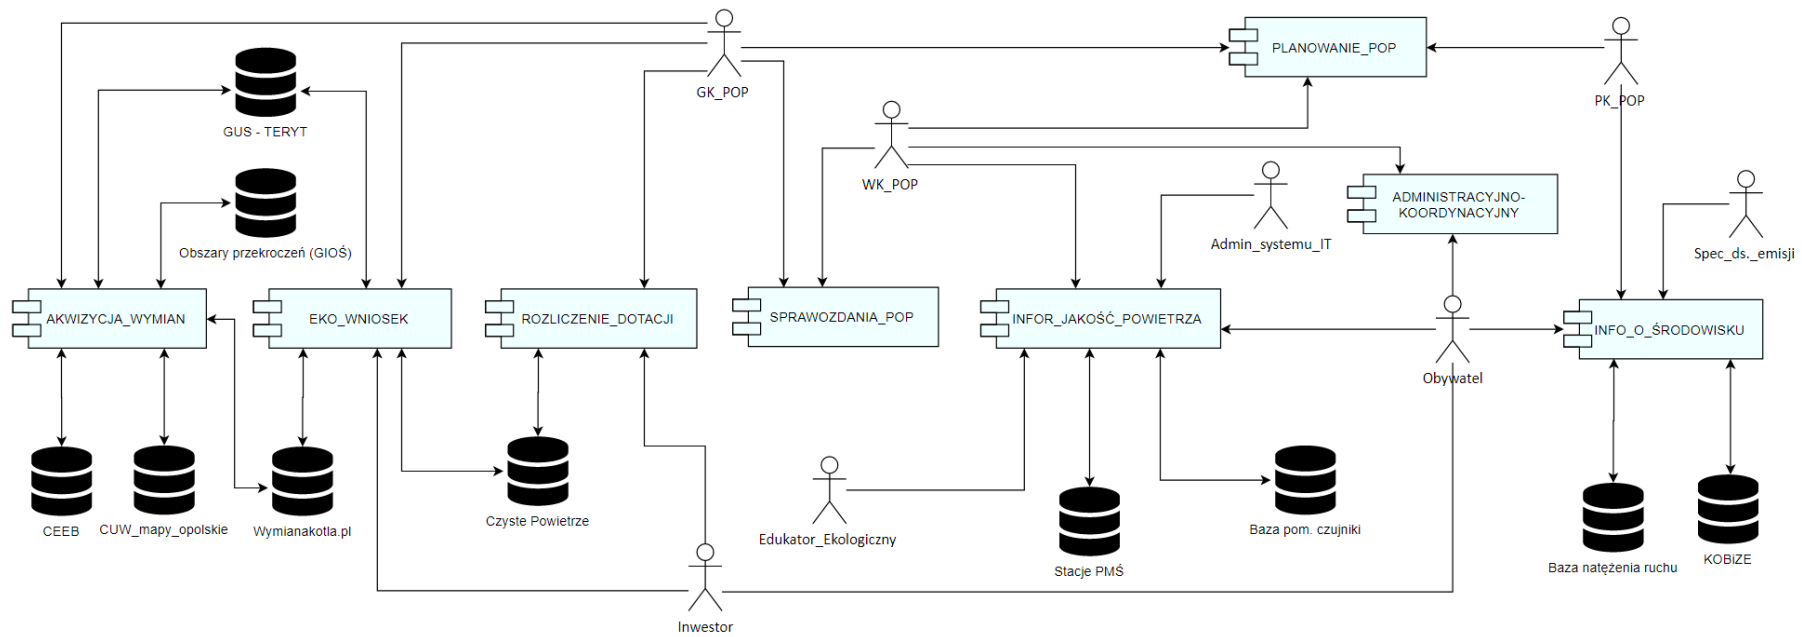 PLANOWANIE_POP
GK_POP
PK_POP
GUS - TERYT
WK_POP
ADMINISTRACYJNO-
KOORDYNACYJNY
Admin_systemu_IT
Obszary przekroczeń (GIOŚ)
Spec_ds._emisji
AKWIZYCJA_WYMIAN
EKO_WNIOSEK
ROZLICZENIE_DOTACJI
SPRAWOZDANIA_POP
INFOR_JAKOŚĆ_POWIETRZA
INFO_O_ŚRODOWISKU
Obywatel
CEEB
CUW_mapy_opolskie
Wymianakotla.pl
Czyste Powietrze
Edukator_Ekologiczny
Stacje PMŚ
Baza pom. czujniki
Baza natężenia ruchu
KOBiZE
Inwestor